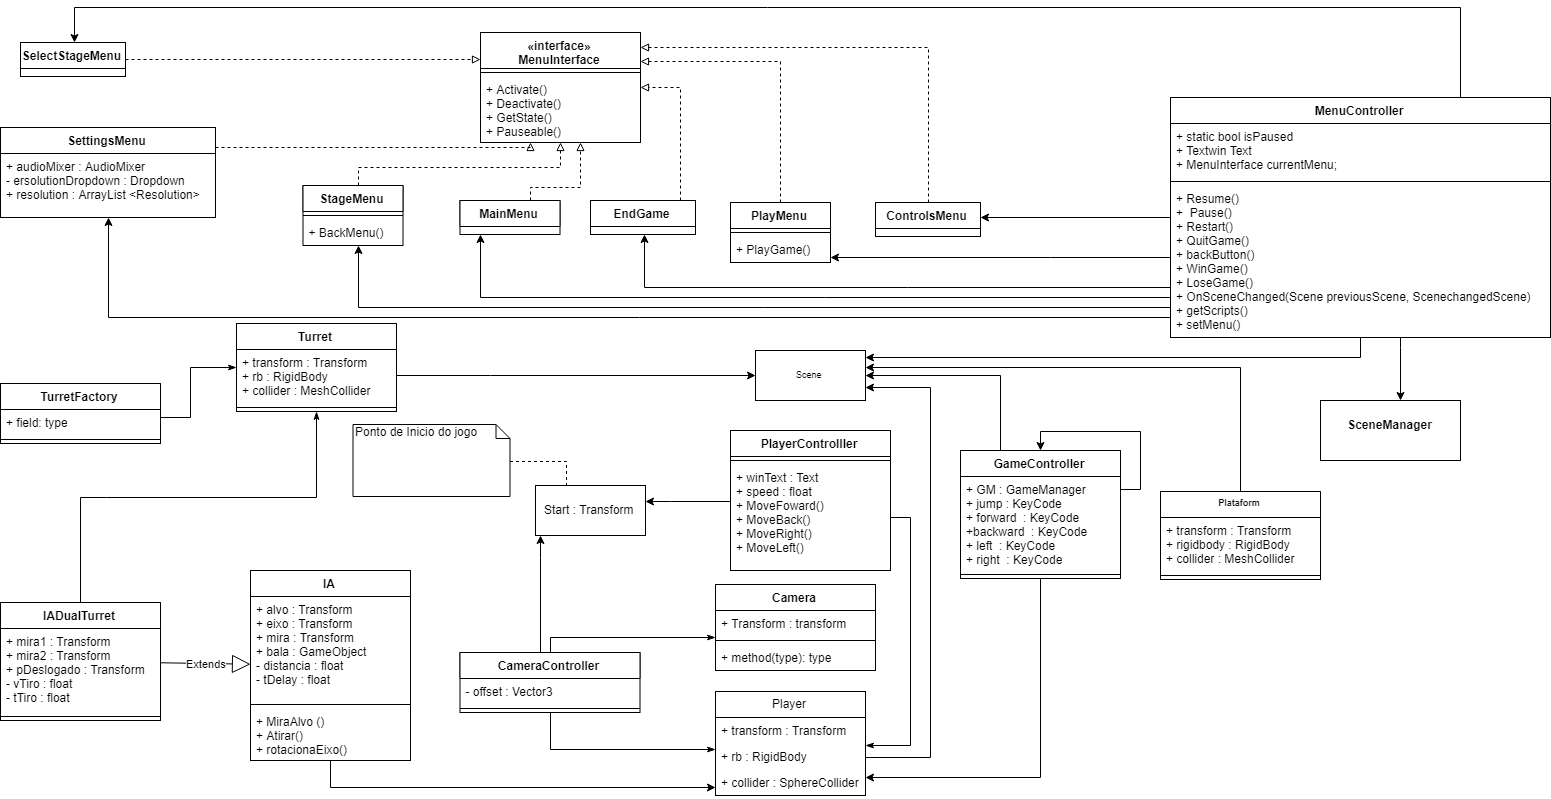 SelectStageMenu
«interface»
MenuInterface
+ Activate()
+ Deactivate()
+ GetState()
+ Pauseable()
MenuController
+ static bool isPaused
+ Textwin Text
+ MenuInterface currentMenu;
+ Resume()
+ Pause()
+ Restart()
+ QuitGame()
+ backButton()
+ WinGame()
+ LoseGame()
+ OnSceneChanged(Scene previousScene, ScenechangedScene)
+ getScripts()
+ setMenu()
SettingsMenu
+ audioMixer : AudioMixer
- ersolutionDropdown : Dropdown
+ resolution : ArrayList <Resolution>
StageMenu
+ BackMenu()
MainMenu
EndGame
PlayMenu
+ PlayGame()
ControlsMenu
Turret
+ transform : Transform
+ rb : RigidBody
+ collider : MeshCollider
TurretFactory
+ field: type
Scene
SceneManager
Ponto de Inicio do jogo
Start : Transform
PlayerControlller
+ winText : Text
+ speed : float
+ MoveFoward()
+ MoveBack()
+ MoveRight()
+ MoveLeft()
GameController
+ GM : GameManager
+ jump : KeyCode
+ forward : KeyCode
+backward : KeyCode
+ left : KeyCode
+ right : KeyCode
Plataform
+ transform : Transform
+ rigidbody : RigidBody
+ collider : MeshCollider
IADualTurret
+ mira1 : Transform
+ mira2 : Transform
+ pDeslogado : Transform
- vTiro : float
- tTiro : float
Extends
IA
+ alvo : Transform
+ eixo : Transform
+ mira : Transform
+ bala : GameObject
- distancia : float
- tDelay : float
+ MiraAlvo ()
+ Atirar()
+ rotacionaEixo()
CameraController
- offset : Vector3
Camera
+ Transform : transform
+ method(type): type
Player
+ transform : Transform
+ rb : RigidBody
+ collider : SphereCollider